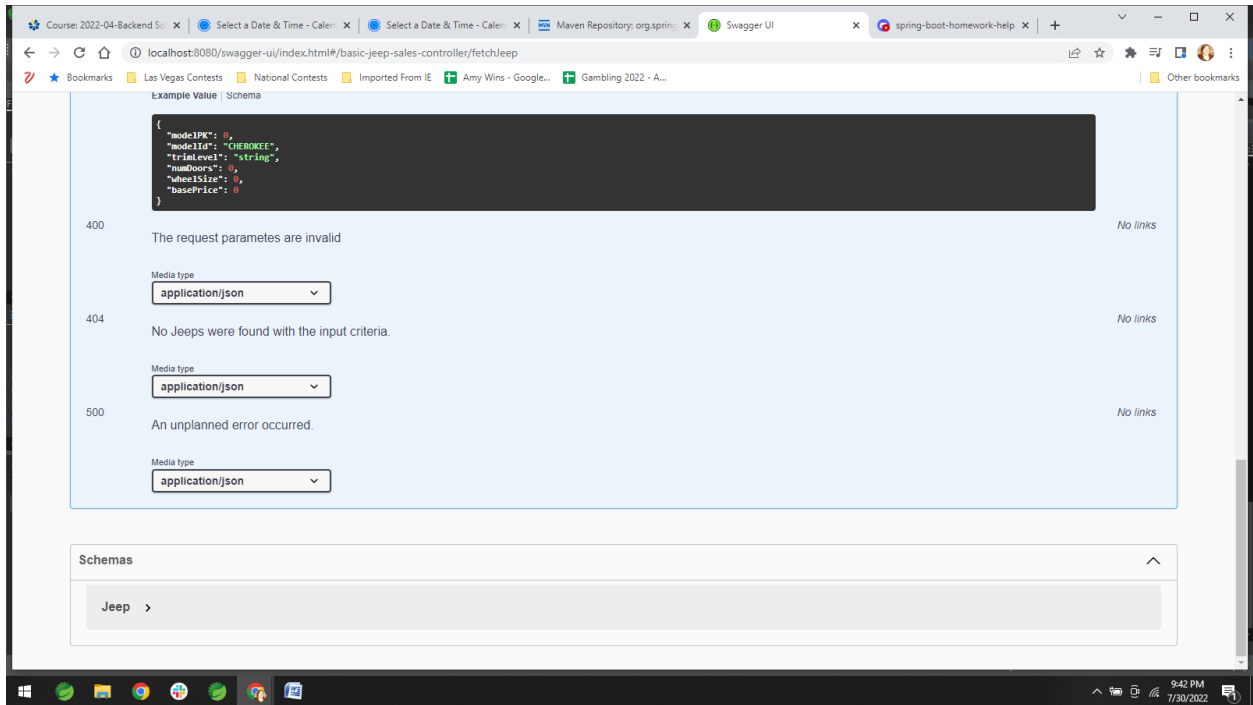 Course: 2022-04-Backend So
Select a Date & Time - Calen
Select a Date & Time - Calen
Maven Repository: org.spring
Swagger UI
spring-boot-homework-help
localhost:8080/swagger-ui/index.html#/basic-jeep-sales-controller/fetchJeep
Bookmarks
Las Vegas Contests
National Contests
Imported From IE
Amy Wins - Google...
Gambling 2022 - A...
Other bookmarks
Example Value Schema
{
"modelPK": 0,
"modelId": "CHEROKEE",
"trimLevel": "string",
"numDoors": 0,
"wheelSize": 0,
"basePrice": 0
}
400
The request parametes are invalid
No links
Media type
application/json
404
No Jeeps were found with the input criteria.
No links
Media type
application/json
500
An unplanned error occurred.
No links
Media type
application/json
Schemas
Jeep
9:42 PM
7/30/2022